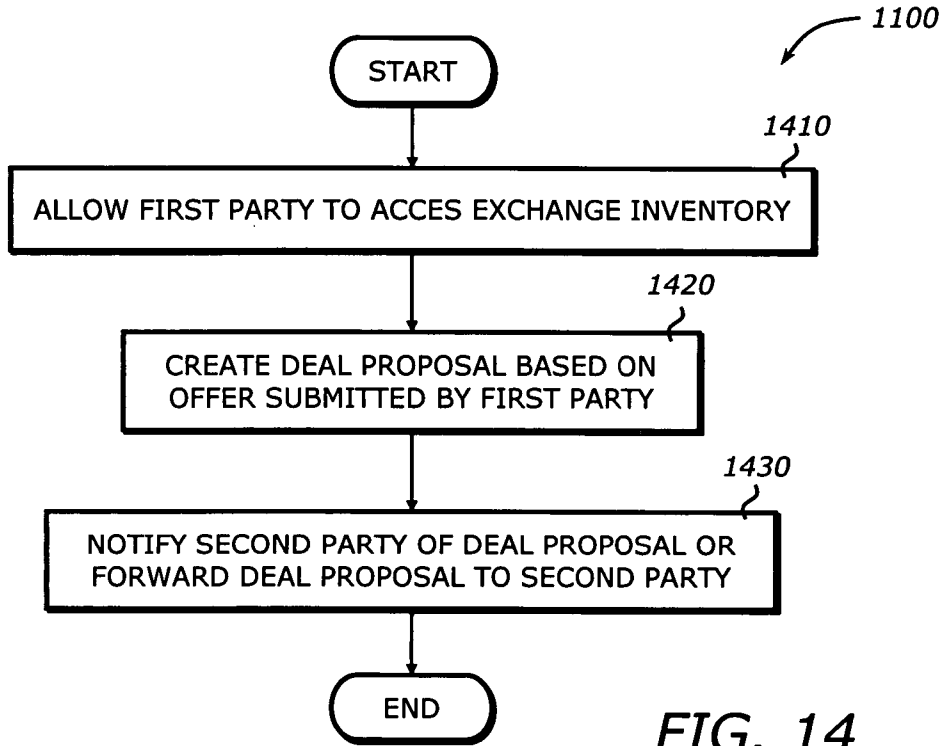 1100
START
1410
ALLOW FIRST PARTY TO ACCES EXCHANGE INVENTORY
1420
CREATE DEAL PROPOSAL BASED ON
OFFER SUBMITTED BY FIRST PARTY
1430
NOTIFY SECOND PARTY OF DEAL PROPOSAL OR
FORWARD DEAL PROPOSAL TO SECOND PARTY
END
FIG. 14